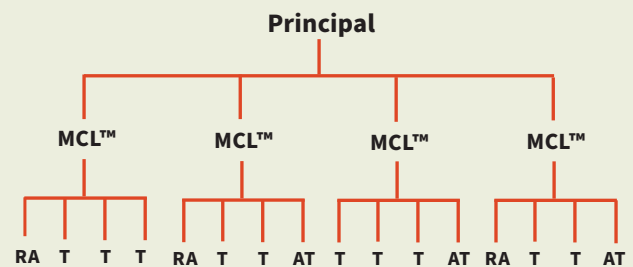 Principal
MCL™ MCL™ MCL™ MCL™
RA T T T RA T T AT T T T AT RA T T AT